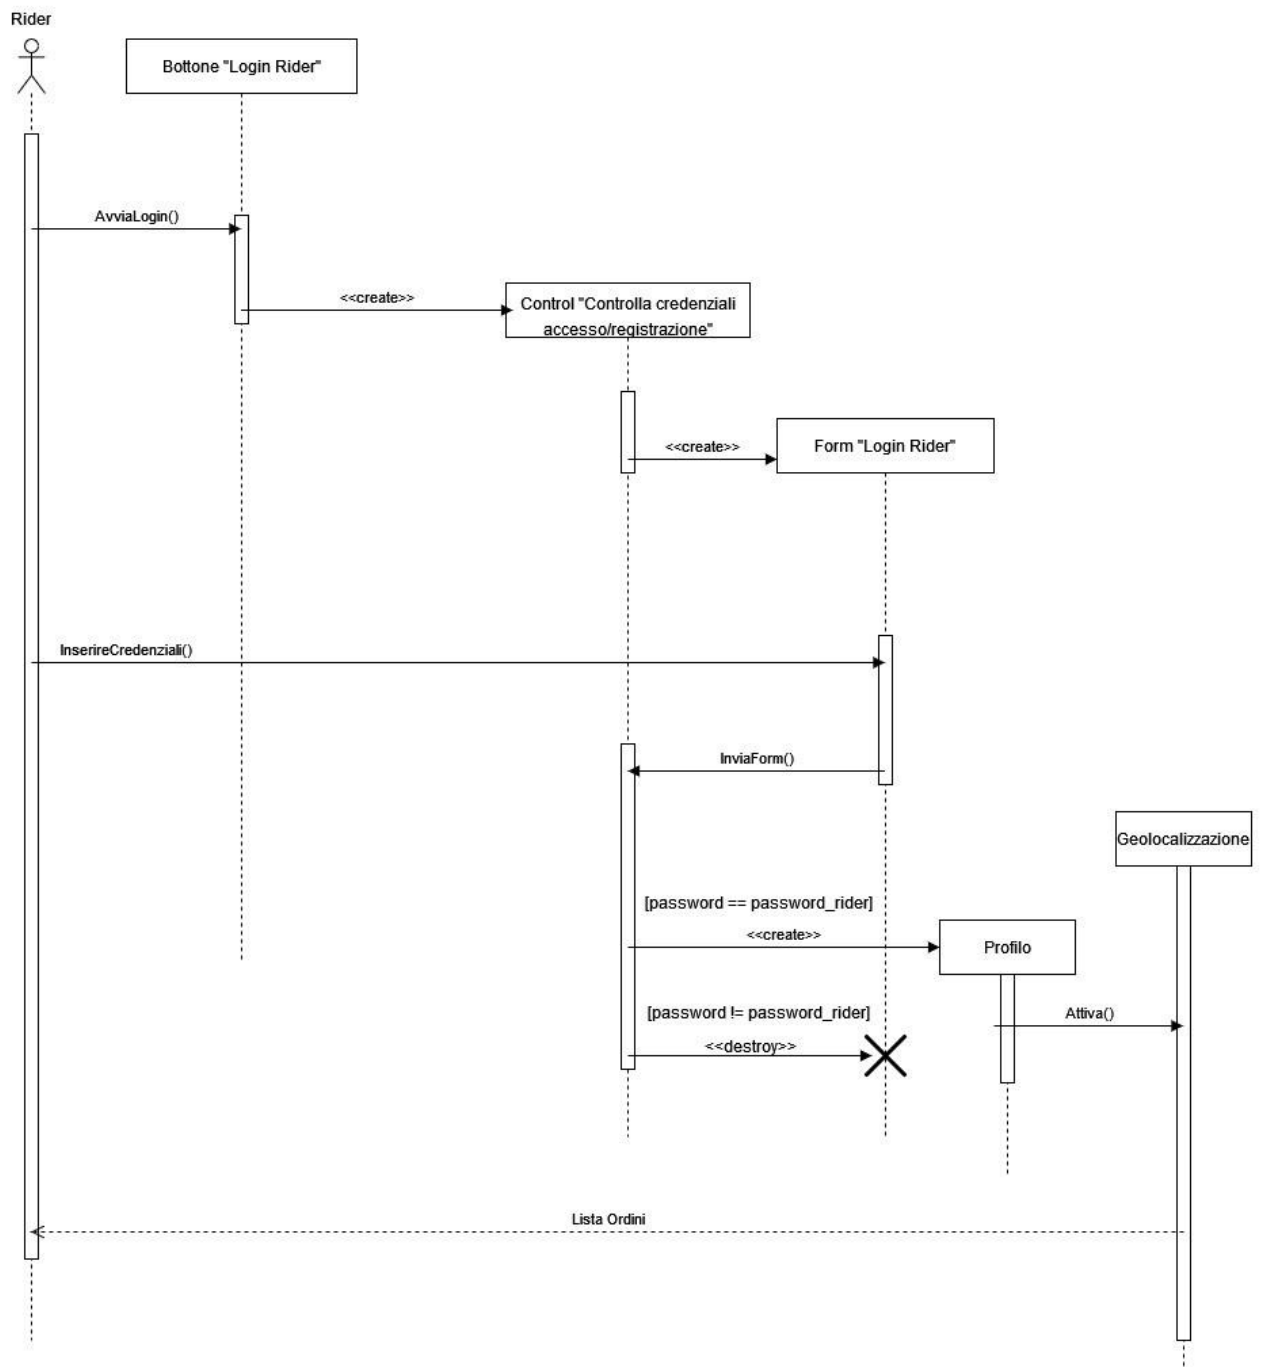 Rider
Bottone "Login Rider"
AvviaLogin()
<<create>>
Control "Controlla credenziali
accesso/registrazione"
<<create>>
Form "Login Rider"
InserireCredenziali()
InviaForm()
Geolocalizzazione
[password == password_rider]
<<create>>
Profilo
[password != password_rider]
Attiva()
<<destroy>>
Lista Ordini